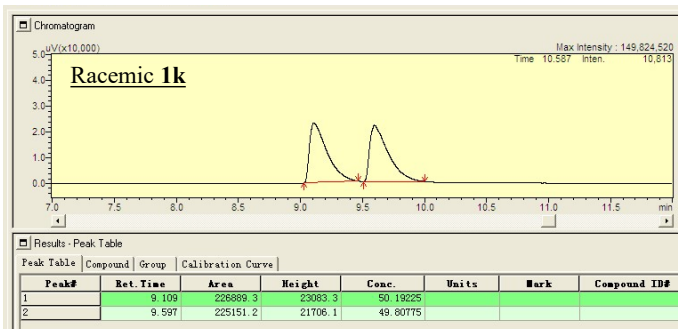 Chromatogram
uV(x10,000)
Max Intensity : 149,824,520
Time 10.587 Inten. 10,813
Racemic 1k
5.0
4.0
3.0
2.0
1.0
0.0
7.0 7.5 8.0 8.5 9.0 9.5 10.0 10.5 11.0 11.5 min
Results - Peak Table
Peak Table Compound Group Calibration Curve
Peak# Ret.Time Area Height Conc. Units Mark Compound ID#
1 9.109 226889.3 23083.3 50.19225
2 9.597 225151.2 21706.1 49.80775